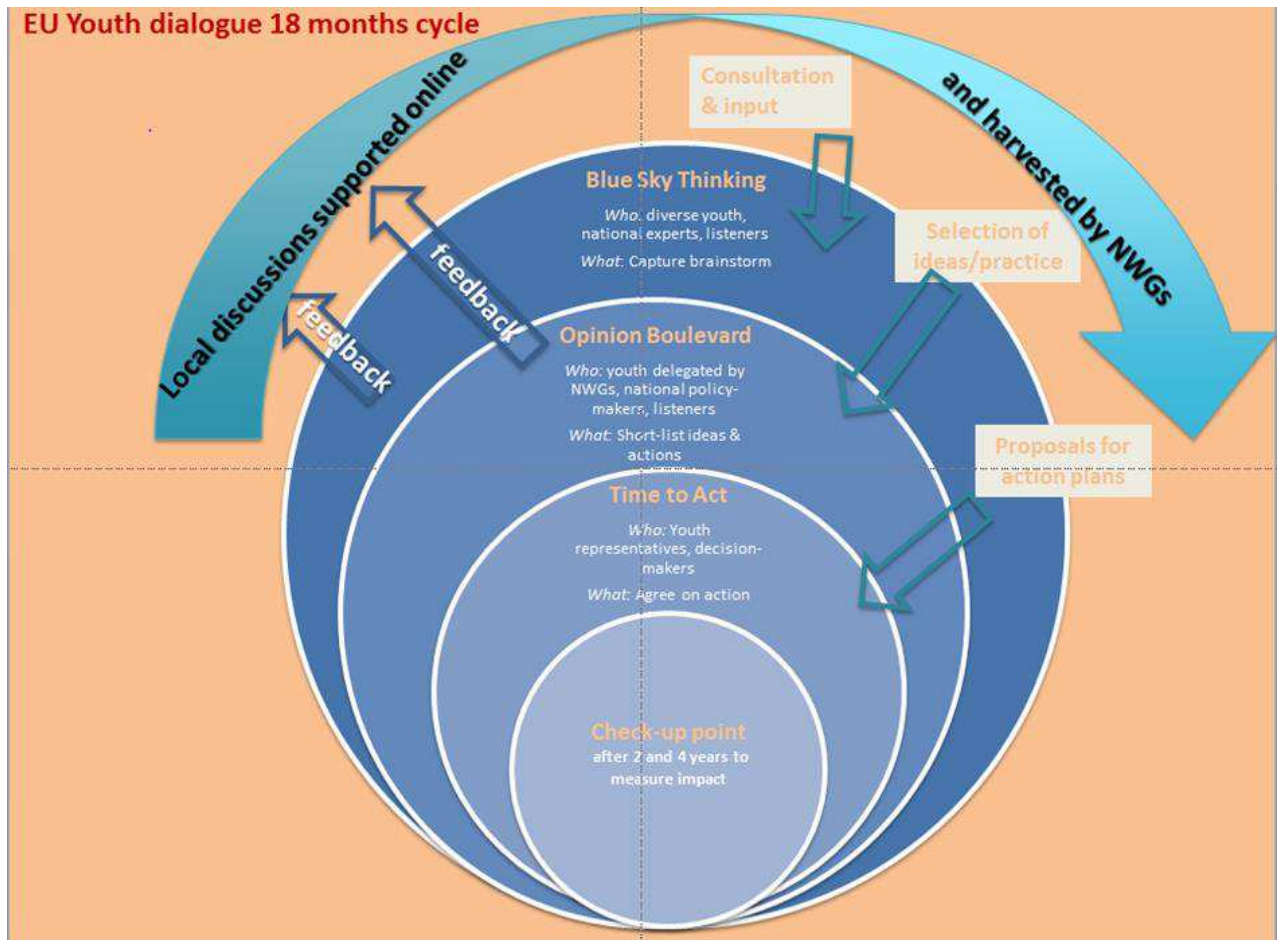 EU Youth dialogue 18 months cycle
Local discussions supported online
and harvested by NWGs
Consultation
& input
Blue Sky Thinking
Who: diverse youth,
national experts, listeners
What: Capture brainstorm
Selection of
ideas/practice
feedback
feedback
Opinion Boulevard
Who: youth delegated by
NWGs, national policy-
makers, listeners
What: Short-list ideas &
actions
Proposals for
action plans
Time to Act
Who: Youth
representatives, decision-
makers
What: Agree on action
Check-up point
after 2 and 4 years to
measure impact